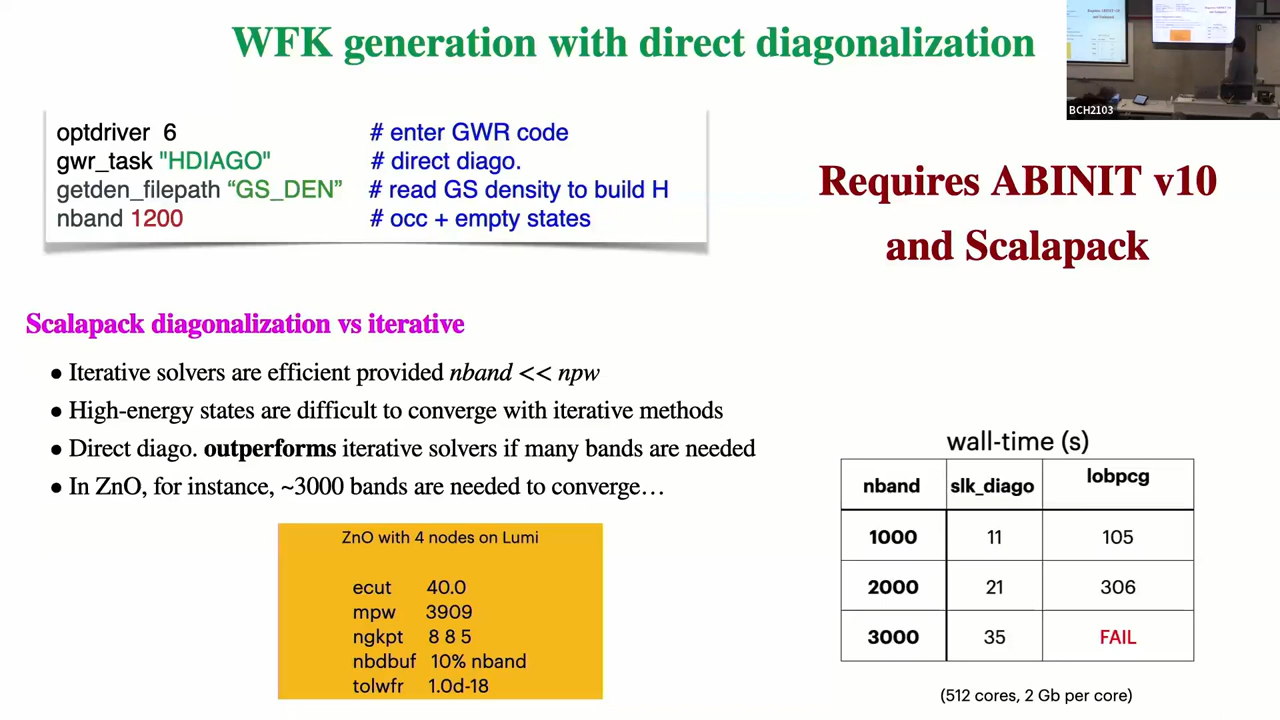 WFK generation with direct diagonalization
BCH2103
optdriver 6 # enter GWR code
gwr_task "HDIAGO" # direct diago.
getden_filepath “GS_DEN” # read GS density to build H
nband 1200 # occ + empty states
Requires ABINIT v10
and Scalapack
Scalapack diagonalization vs iterative
• Iterative solvers are efficient provided nband << npw
• High-energy states are difficult to converge with iterative methods
• Direct diago. outperforms iterative solvers if many bands are needed
• In ZnO, for instance, ~3000 bands are needed to converge…
ZnO with 4 nodes on Lumi
ecut 40.0
mpw 3909
ngkpt 8 8 5
nbdbuf 10% nband
tolwfr 1.0d-18
wall-time (s)
nband slk_diago lobpcg
1000 11 105
2000 21 306
3000 35 FAIL
(512 cores, 2 Gb per core)